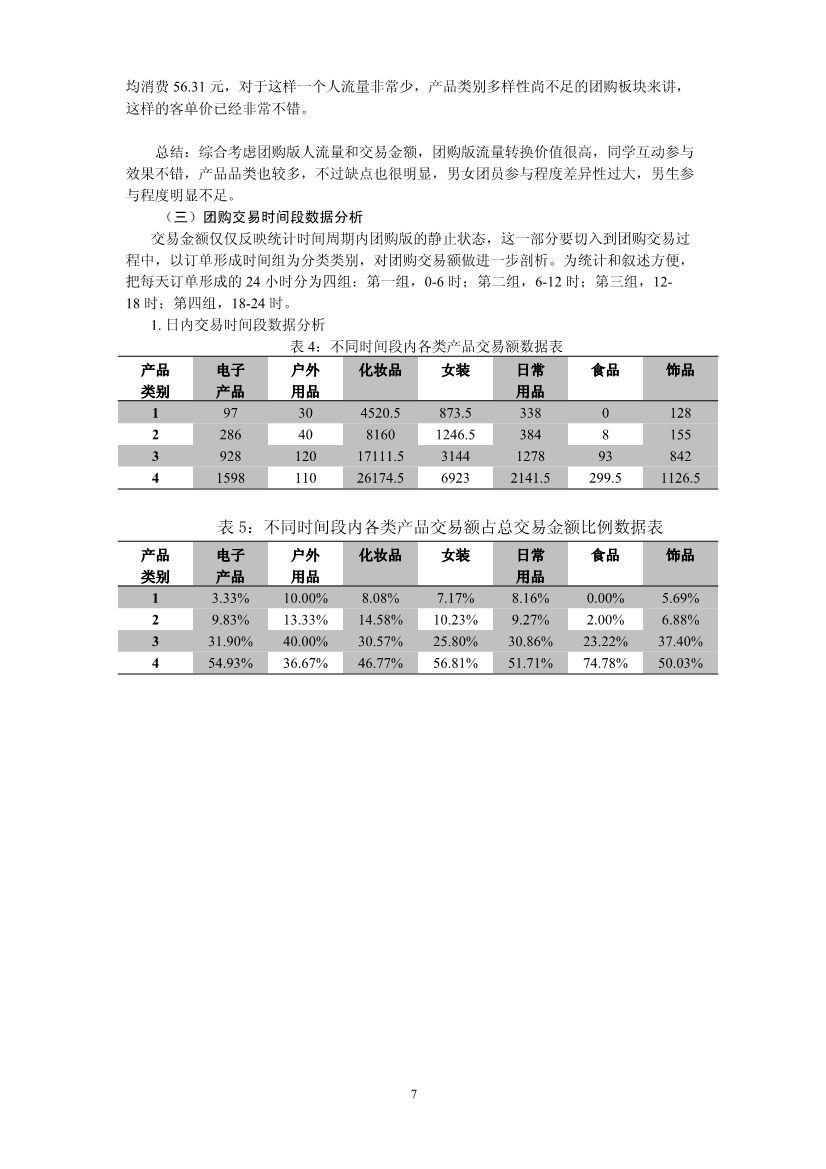 均消费 56.31 元，对于这样一个人流量非常少，产品类别多样性尚不足的团购板块来讲，
这样的客单价已经非常不错。
总结：综合考虑团购版人流量和交易金额，团购版流量转换价值很高，同学互动参与
效果不错，产品品类也较多，不过缺点也很明显，男女团员参与程度差异性过大，男生参
与程度明显不足。
（三）团购交易时间段数据分析
交易金额仅仅反映统计时间周期内团购版的静止状态，这一部分要切入到团购交易过
程中，以订单形成时间组为分类类别，对团购交易额做进一步剖析。为统计和叙述方便，
把每天订单形成的 24 小时分为四组：第一组，0-6 时；第二组，6-12 时；第三组，12-
18 时；第四组，18-24 时。
1. 日内交易时间段数据分析
表 4：不同时间段内各类产品交易额数据表
产品 电子 户外 化妆品 女装 日常 食品 饰品
类别 产品 用品 用品
1 97 30 4520.5 873.5 338 0 128
2 286 40 8160 1246.5 384 8 155
3 928 120 17111.5 3144 1278 93 842
4 1598 110 26174.5 6923 2141.5 299.5 1126.5
表 5：不同时间段内各类产品交易额占总交易金额比例数据表
产品 电子 户外 化妆品 女装 日常 食品 饰品
类别 产品 用品 用品
1 3.33% 10.00% 8.08% 7.17% 8.16% 0.00% 5.69%
2 9.83% 13.33% 14.58% 10.23% 9.27% 2.00% 6.88%
3 31.90% 40.00% 30.57% 25.80% 30.86% 23.22% 37.40%
4 54.93% 36.67% 46.77% 56.81% 51.71% 74.78% 50.03%
7